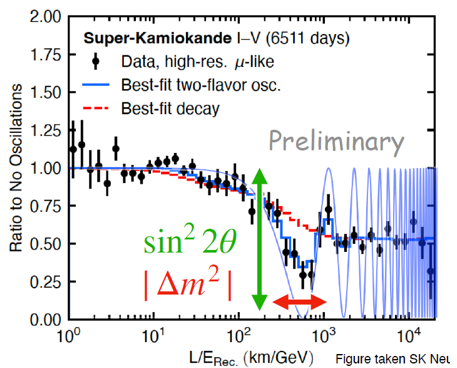 2.00
1.75
1.50
1.25
1.00
0.75
0.50
0.25
0.00
Ratio to No Oscillations
Super-Kamiokande I–V (6511 days)
Data, high-res. μ-like
Best-fit two-flavor osc.
Best-fit decay
Preliminary
sin² 2θ
| Δm² |
10⁰ 10¹ 10² 10³ 10⁴
L/E_Rec. (km/GeV)
Figure taken SK Neu